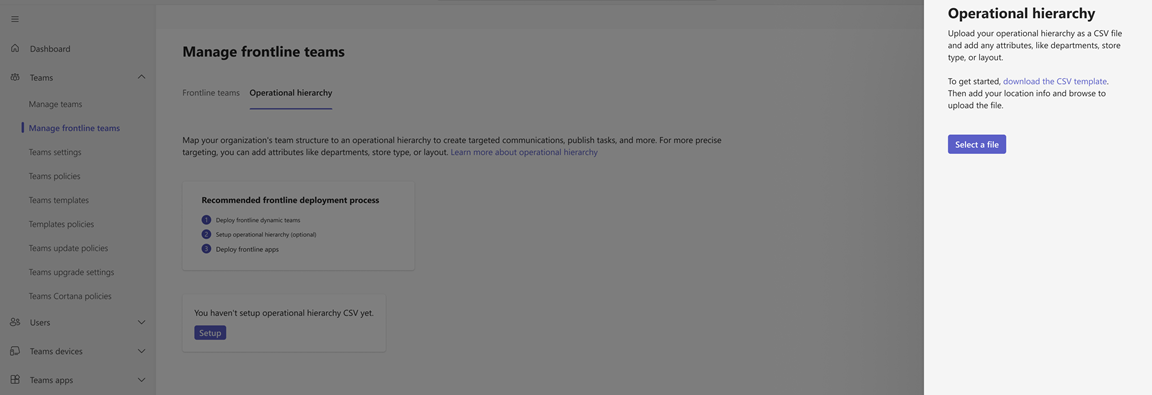 Dashboard
Teams
Manage teams
Manage frontline teams
Teams settings
Teams policies
Teams templates
Templates policies
Teams update policies
Teams upgrade settings
Teams Cortana policies
Users
Teams devices
Teams apps
Manage frontline teams
Frontline teams
Operational hierarchy
Map your organization's team structure to an operational hierarchy to create targeted communications, publish tasks, and more. For more precise
targeting, you can add attributes like departments, store type, or layout. Learn more about operational hierarchy
Recommended frontline deployment process
1 Deploy frontline dynamic teams
2 Setup operational hierarchy (optional)
3 Deploy frontline apps
You haven't setup operational hierarchy CSV yet.
Setup
Operational hierarchy
Upload your operational hierarchy as a CSV file
and add any attributes, like departments, store
type, or layout.
To get started, download the CSV template.
Then add your location info and browse to
upload the file.
Select a file